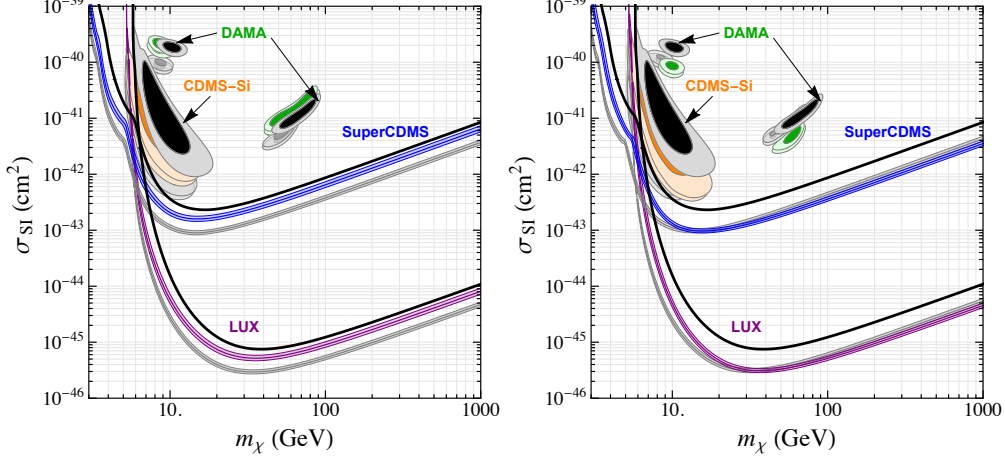 10⁻³⁹
10⁻⁴⁰
10⁻⁴¹
10⁻⁴²
10⁻⁴³
10⁻⁴⁴
10⁻⁴⁵
10⁻⁴⁶
σ SI (cm²)
DAMA
CDMS−Si
SuperCDMS
LUX
10. 100 1000
mχ (GeV)
10⁻³⁹
10⁻⁴⁰
10⁻⁴¹
10⁻⁴²
10⁻⁴³
10⁻⁴⁴
10⁻⁴⁵
10⁻⁴⁶
σ SI (cm²)
DAMA
CDMS−Si
SuperCDMS
LUX
10. 100 1000
mχ (GeV)